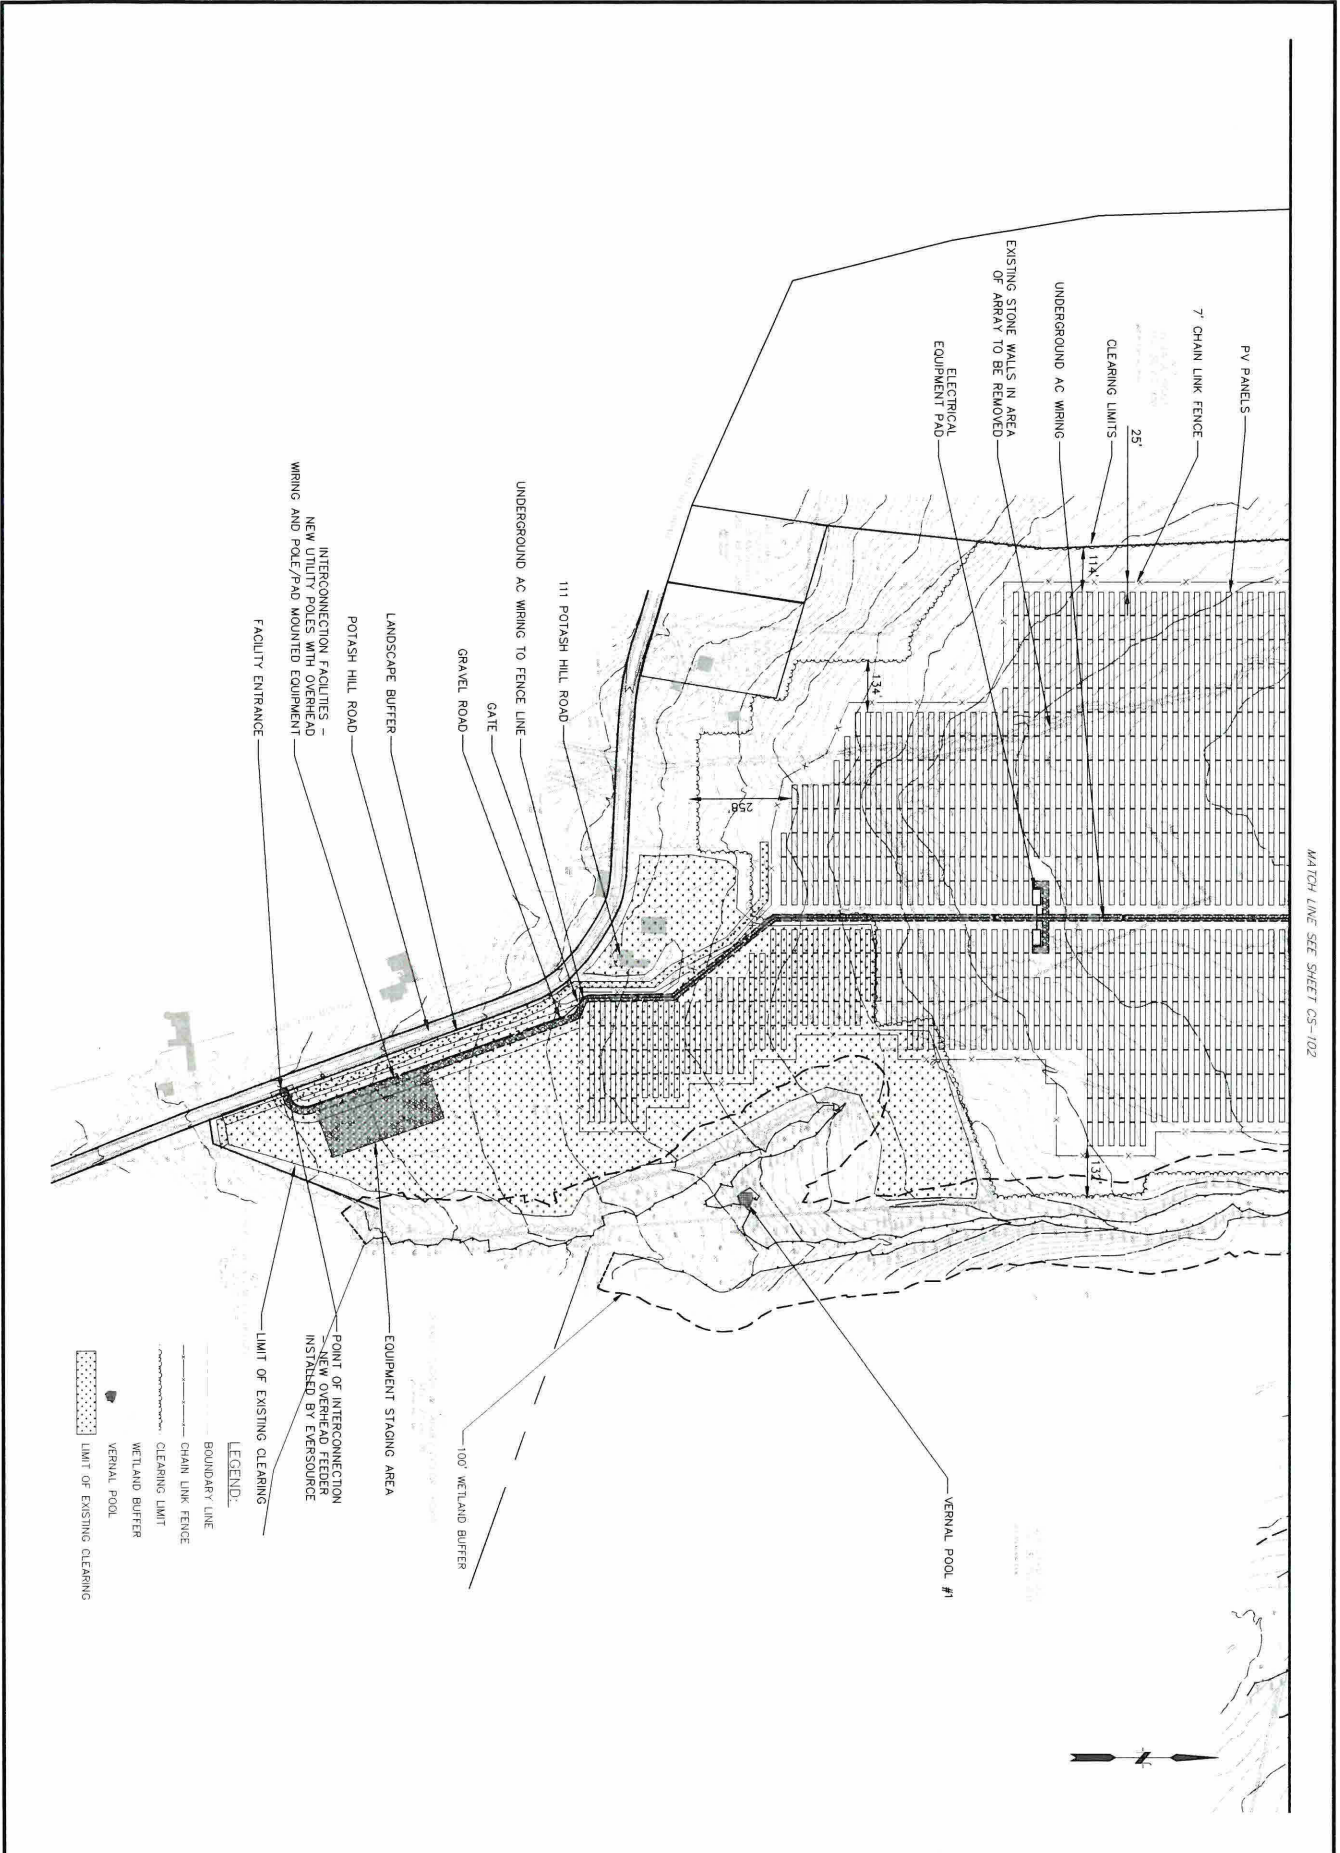 MATCH LINE SEE SHEET CS-102
PV PANELS
7' CHAIN LINK FENCE
25'
CLEARING LIMITS
UNDERGROUND AC WIRING
EXISTING STONE WALLS IN AREA
OF ARRAY TO BE REMOVED
ELECTRICAL
EQUIPMENT PAD
114'
134'
258'
132'
111 POTASH HILL ROAD
UNDERGROUND AC WIRING TO FENCE LINE
GATE
GRAVEL ROAD
LANDSCAPE BUFFER
POTASH HILL ROAD
INTERCONNECTION FACILITIES -
NEW UTILITY POLES WITH OVERHEAD
WIRING AND POLE/PAD MOUNTED EQUIPMENT
FACILITY ENTRANCE
VERNAL POOL #1
100' WETLAND BUFFER
EQUIPMENT STAGING AREA
POINT OF INTERCONNECTION
- NEW OVERHEAD FEEDER
INSTALLED BY EVERSOURCE
LIMIT OF EXISTING CLEARING
LEGEND:
BOUNDARY LINE
CHAIN LINK FENCE
CLEARING LIMIT
WETLAND BUFFER
VERNAL POOL
LIMIT OF EXISTING CLEARING